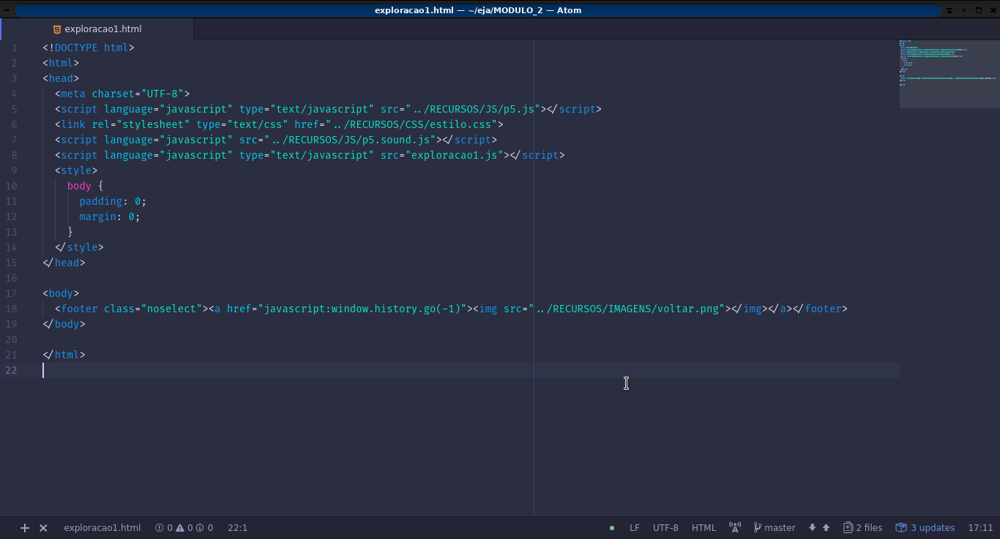 exploracao1.html — ~/eja/MODULO_2 — Atom
exploracao1.html
1 <!DOCTYPE html>
2 <html>
3 <head>
4   <meta charset="UTF-8">
5   <script language="javascript" type="text/javascript" src="../RECURSOS/JS/p5.js"></script>
6   <link rel="stylesheet" type="text/css" href="../RECURSOS/CSS/estilo.css">
7   <script language="javascript" src="../RECURSOS/JS/p5.sound.js"></script>
8   <script language="javascript" type="text/javascript" src="exploracao1.js"></script>
9   <style>
10     body {
11       padding: 0;
12       margin: 0;
13     }
14   </style>
15 </head>
16
17 <body>
18   <footer class="noselect"><a href="javascript:window.history.go(-1)"><img src="../RECURSOS/IMAGENS/voltar.png"></img></a></footer>
19 </body>
20
21 </html>
22
exploracao1.html 0 0 0 22:1 LF UTF-8 HTML master 2 files 3 updates 17:11